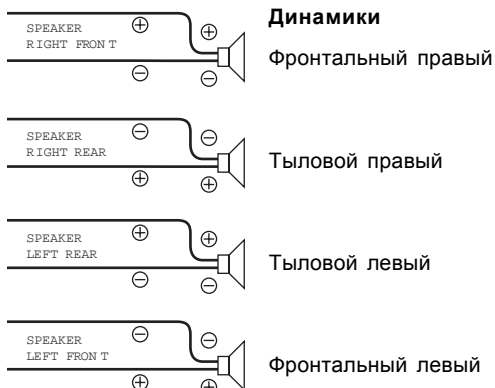 Динамики
SPEAKER ⊕ ⊕
RIGHT FRONT
Фронтальный правый
⊖ ⊖
SPEAKER ⊖ ⊖
RIGHT REAR
Тыловой правый
⊕ ⊕
SPEAKER ⊕ ⊕
LEFT REAR
Тыловой левый
⊖ ⊖
SPEAKER ⊖ ⊖
LEFT FRONT
Фронтальный левый
⊕ ⊕